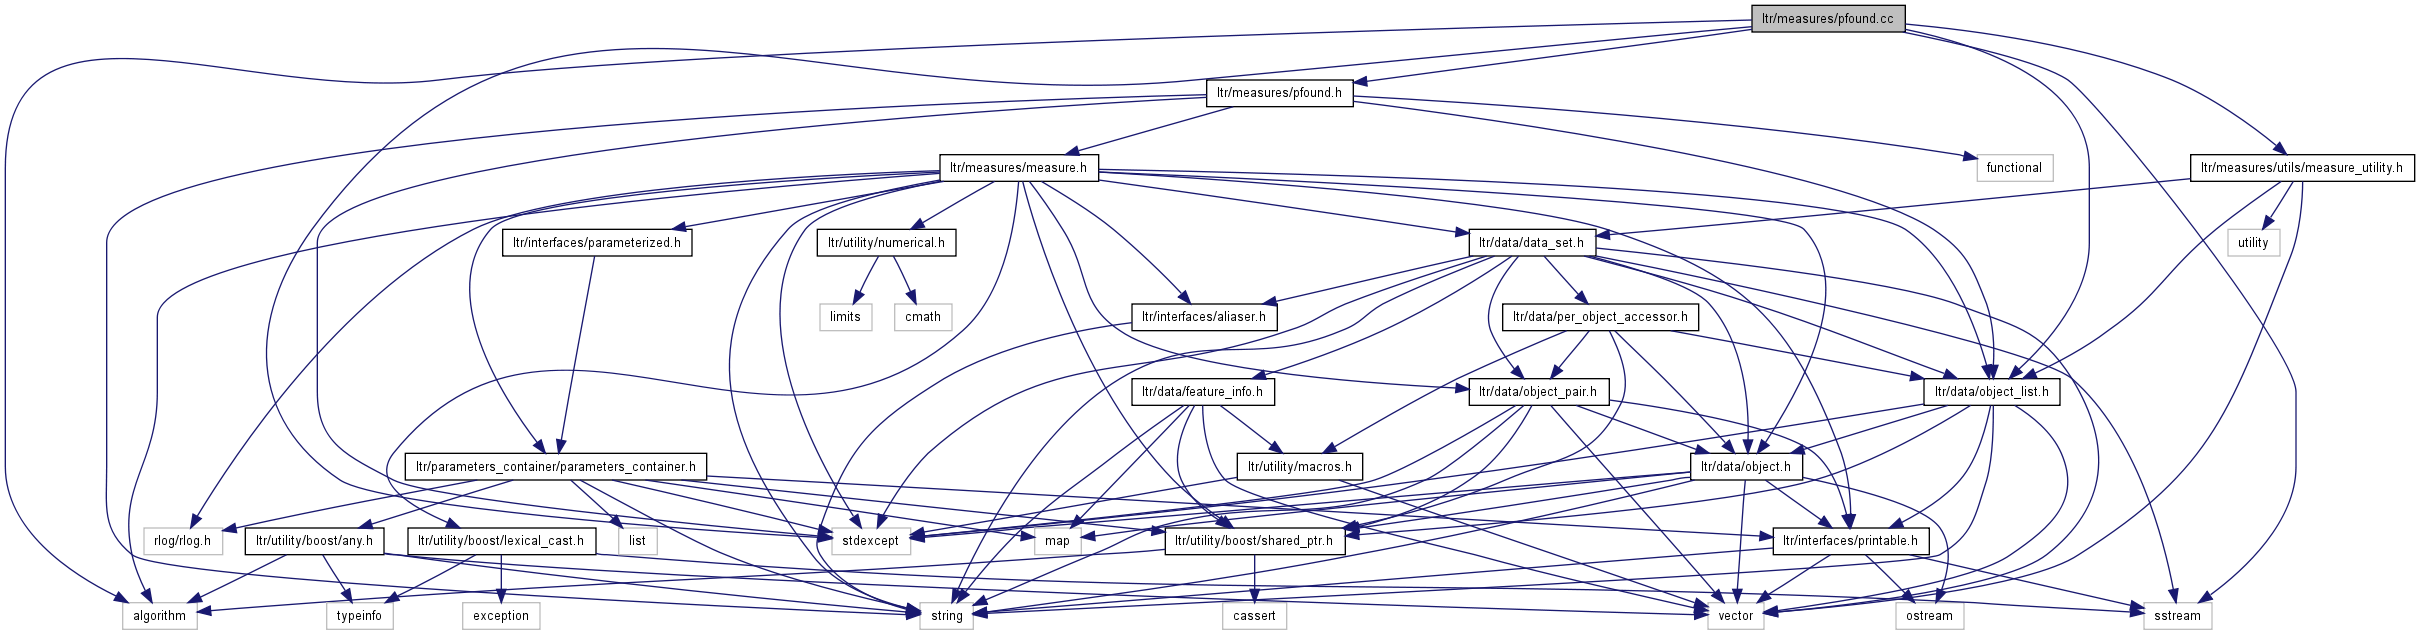 ltr/measures/pfound.cc
ltr/measures/pfound.h
ltr/measures/measure.h
functional
ltr/measures/utils/measure_utility.h
ltr/interfaces/parameterized.h
ltr/utility/numerical.h
ltr/data/data_set.h
utility
limits
cmath
ltr/interfaces/aliaser.h
ltr/data/per_object_accessor.h
ltr/data/feature_info.h
ltr/data/object_pair.h
ltr/data/object_list.h
ltr/parameters_container/parameters_container.h
ltr/utility/macros.h
ltr/data/object.h
rlog/rlog.h
ltr/utility/boost/any.h
ltr/utility/boost/lexical_cast.h
list
stdexcept
map
ltr/utility/boost/shared_ptr.h
ltr/interfaces/printable.h
algorithm
typeinfo
exception
string
cassert
vector
ostream
sstream